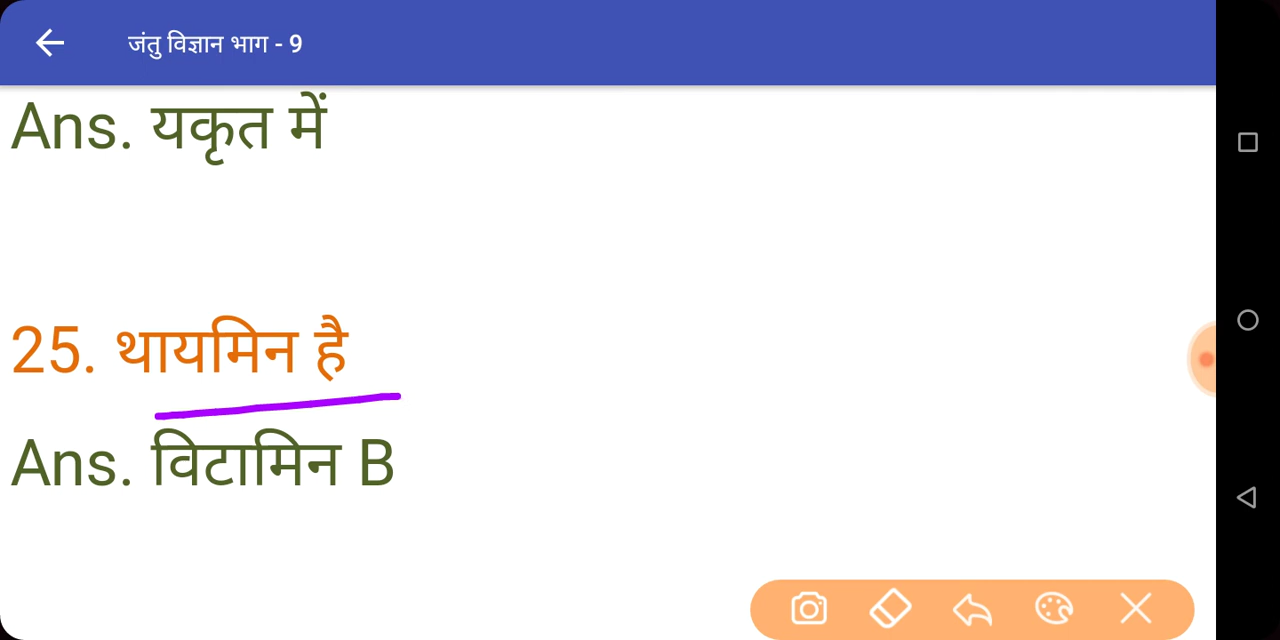 जंतु विज्ञान भाग - 9
Ans. यकृत में
25. थायमिन है
Ans. विटामिन B